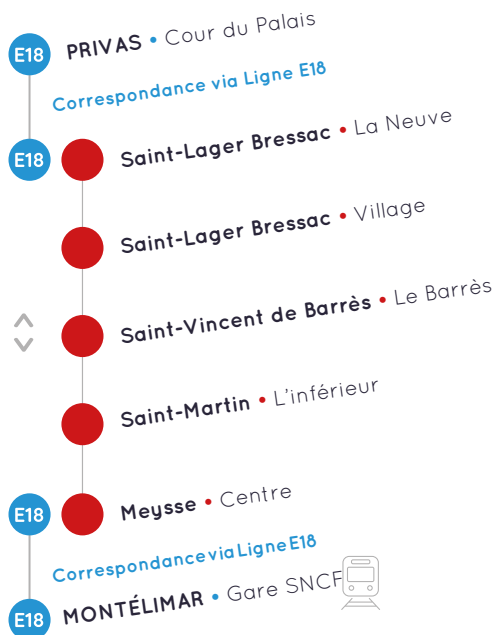 E18 PRIVAS • Cour du Palais
Correspondance via Ligne E18
E18 Saint-Lager Bressac • La Neuve
Saint-Lager Bressac • Village
Saint-Vincent de Barrès • Le Barrès
Saint-Martin • L'inférieur
E18 Meysse • Centre
Correspondance via Ligne E18
E18 MONTÉLIMAR • Gare SNCF